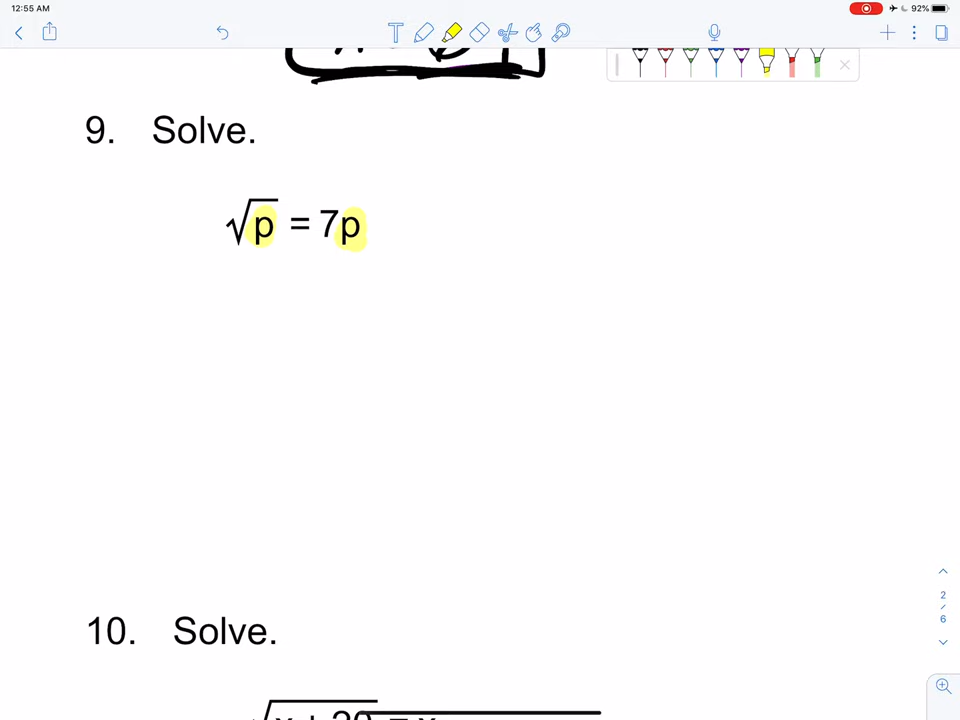 12:55 AM
92%
T
9. Solve.
√p = 7p
2
6
10. Solve.